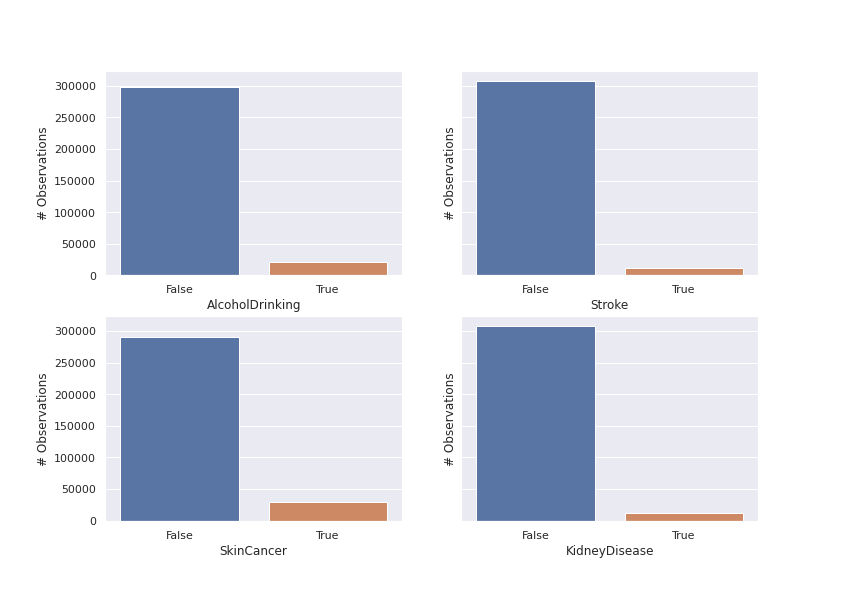 300000
250000
200000
150000
100000
50000
0
# Observations
False True
AlcoholDrinking
# Observations
False True
Stroke
300000
250000
200000
150000
100000
50000
0
# Observations
False True
SkinCancer
# Observations
False True
KidneyDisease